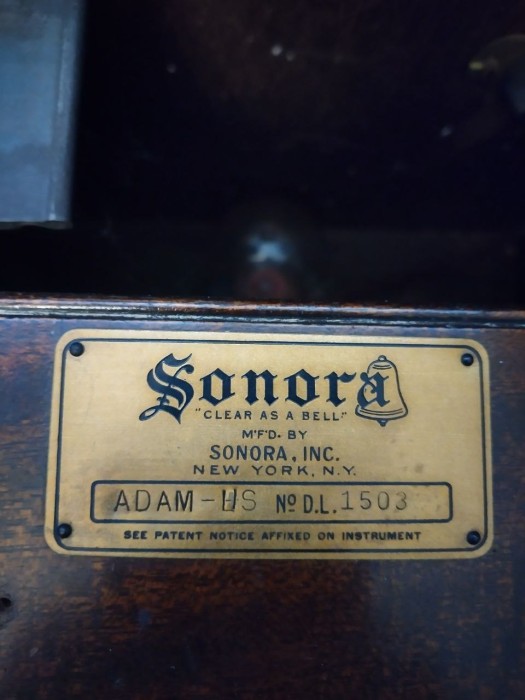 Sonora
"CLEAR AS A BELL"
M'F'D. BY
SONORA, INC.
NEW YORK, N.Y.
ADAM-HS Nº D.L. 1503
SEE PATENT NOTICE AFFIXED ON INSTRUMENT